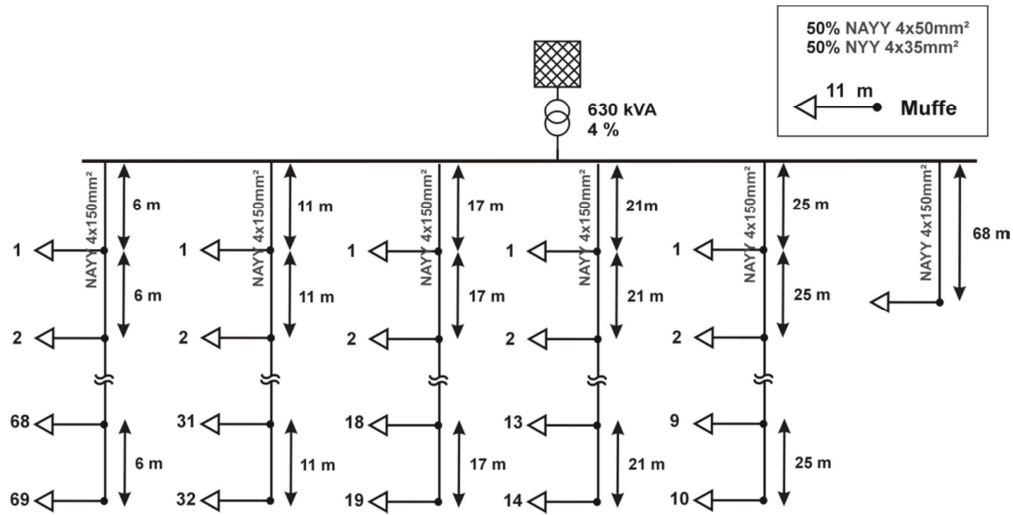 50% NAYY 4x50mm²
50% NYY 4x35mm²
11 m
Muffe
630 kVA
4 %
NAYY 4x150mm²
6 m
1
6 m
2
68
6 m
69
NAYY 4x150mm²
11 m
1
11 m
2
31
11 m
32
NAYY 4x150mm²
17 m
1
17 m
2
18
17 m
19
NAYY 4x150mm²
21m
1
21 m
2
13
21 m
14
NAYY 4x150mm²
25 m
1
25 m
2
9
25 m
10
NAYY 4x150mm²
68 m